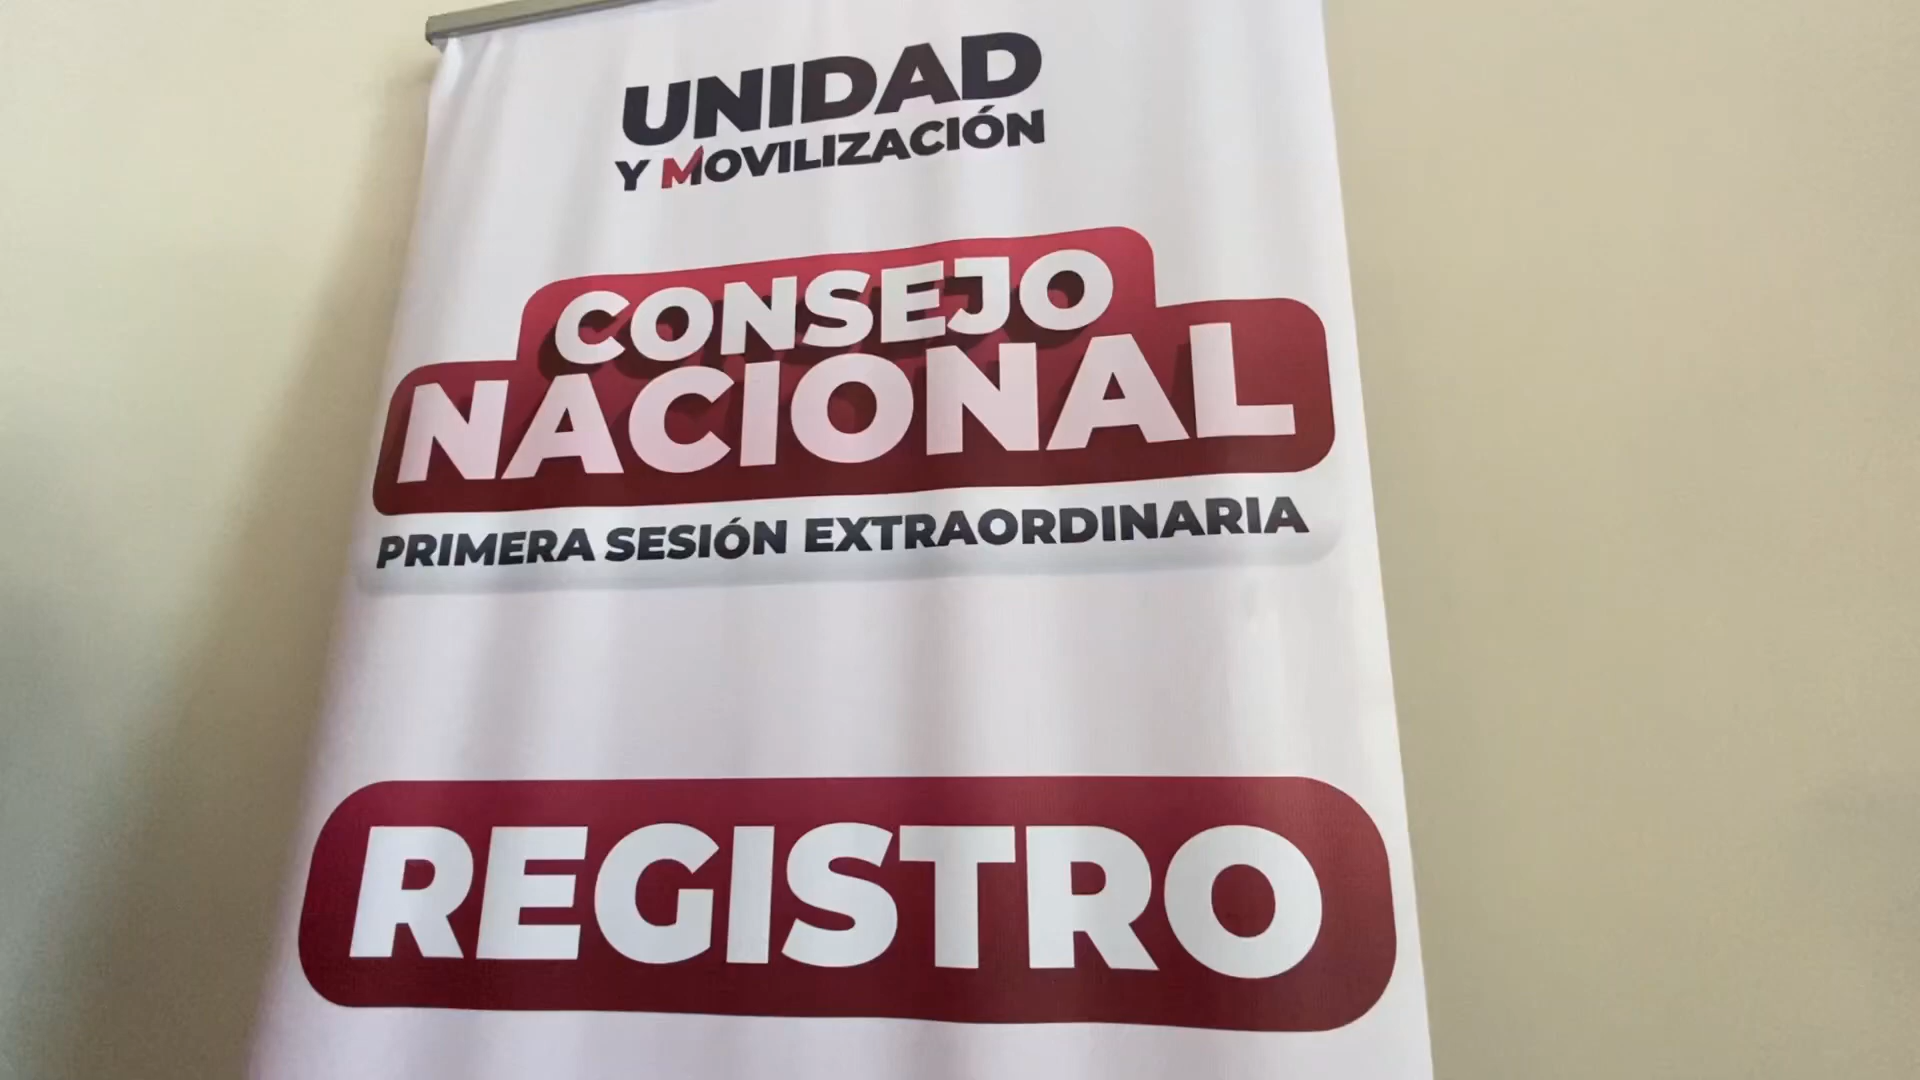 UNIDAD
Y MOVILIZACIÓN
CONSEJO
NACIONAL
PRIMERA SESIÓN EXTRAORDINARIA
REGISTRO